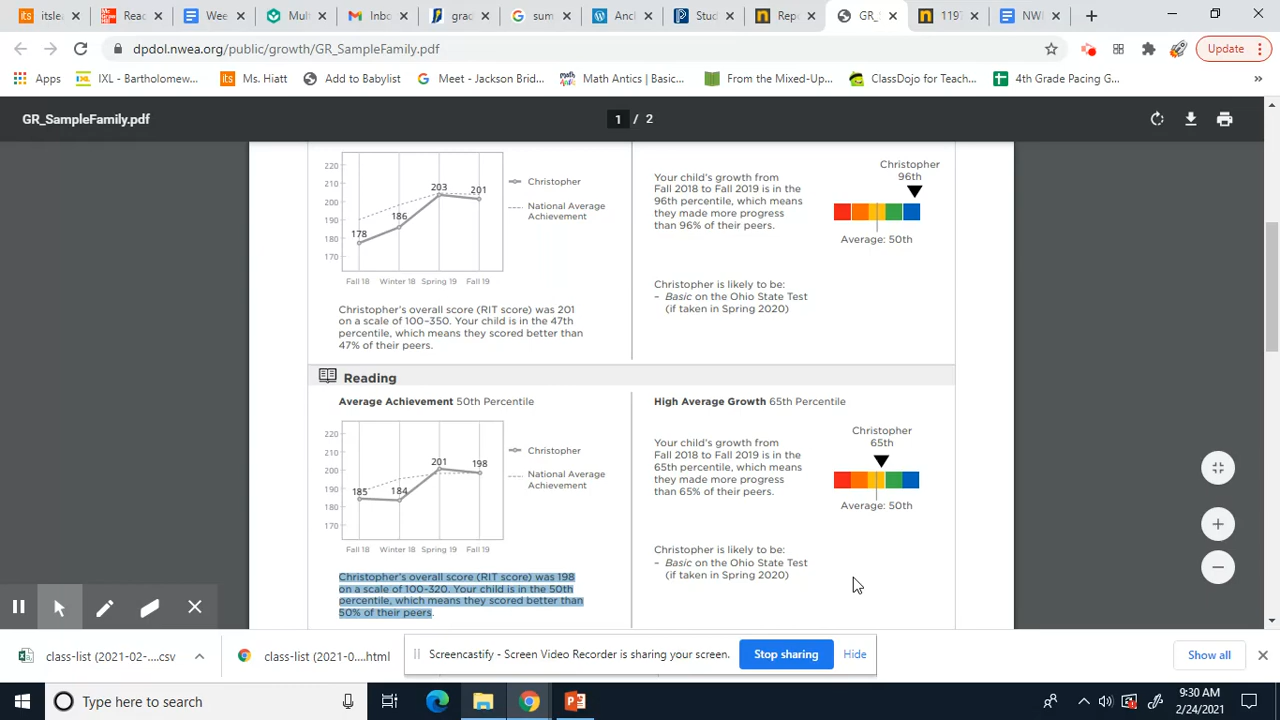 itslea
Read
Wee
Mult
Inbo
grac
sum
Anch
Stud
Rep
GR_
1197
NWE
dpdol.nwea.org/public/growth/GR_SampleFamily.pdf
Update
Apps
IXL - Bartholomew...
Ms. Hiatt
Add to Babylist
Meet - Jackson Brid...
Math Antics | Basic...
From the Mixed-Up...
ClassDojo for Teach...
4th Grade Pacing G...
GR_SampleFamily.pdf
1 / 2
220
210
200
190
180
170
178
186
203
201
Fall 18 Winter 18 Spring 19 Fall 19
Christopher
National Average
Achievement
Christopher's overall score (RIT score) was 201
on a scale of 100–350. Your child is in the 47th
percentile, which means they scored better than
47% of their peers.
Your child's growth from
Fall 2018 to Fall 2019 is in the
96th percentile, which means
they made more progress
than 96% of their peers.
Christopher
96th
Average: 50th
Christopher is likely to be:
– Basic on the Ohio State Test
(if taken in Spring 2020)
Reading
Average Achievement 50th Percentile
220
210
200
190
180
170
185
184
201
198
Fall 18 Winter 18 Spring 19 Fall 19
Christopher
National Average
Achievement
Christopher's overall score (RIT score) was 198
on a scale of 100–320. Your child is in the 50th
percentile, which means they scored better than
50% of their peers.
High Average Growth 65th Percentile
Your child's growth from
Fall 2018 to Fall 2019 is in the
65th percentile, which means
they made more progress
than 65% of their peers.
Christopher
65th
Average: 50th
Christopher is likely to be:
– Basic on the Ohio State Test
(if taken in Spring 2020)
class-list (2021-02-....csv
class-list (2021-0....html
Screencastify - Screen Video Recorder is sharing your screen.
Stop sharing
Hide
Show all
Type here to search
9:30 AM
2/24/2021